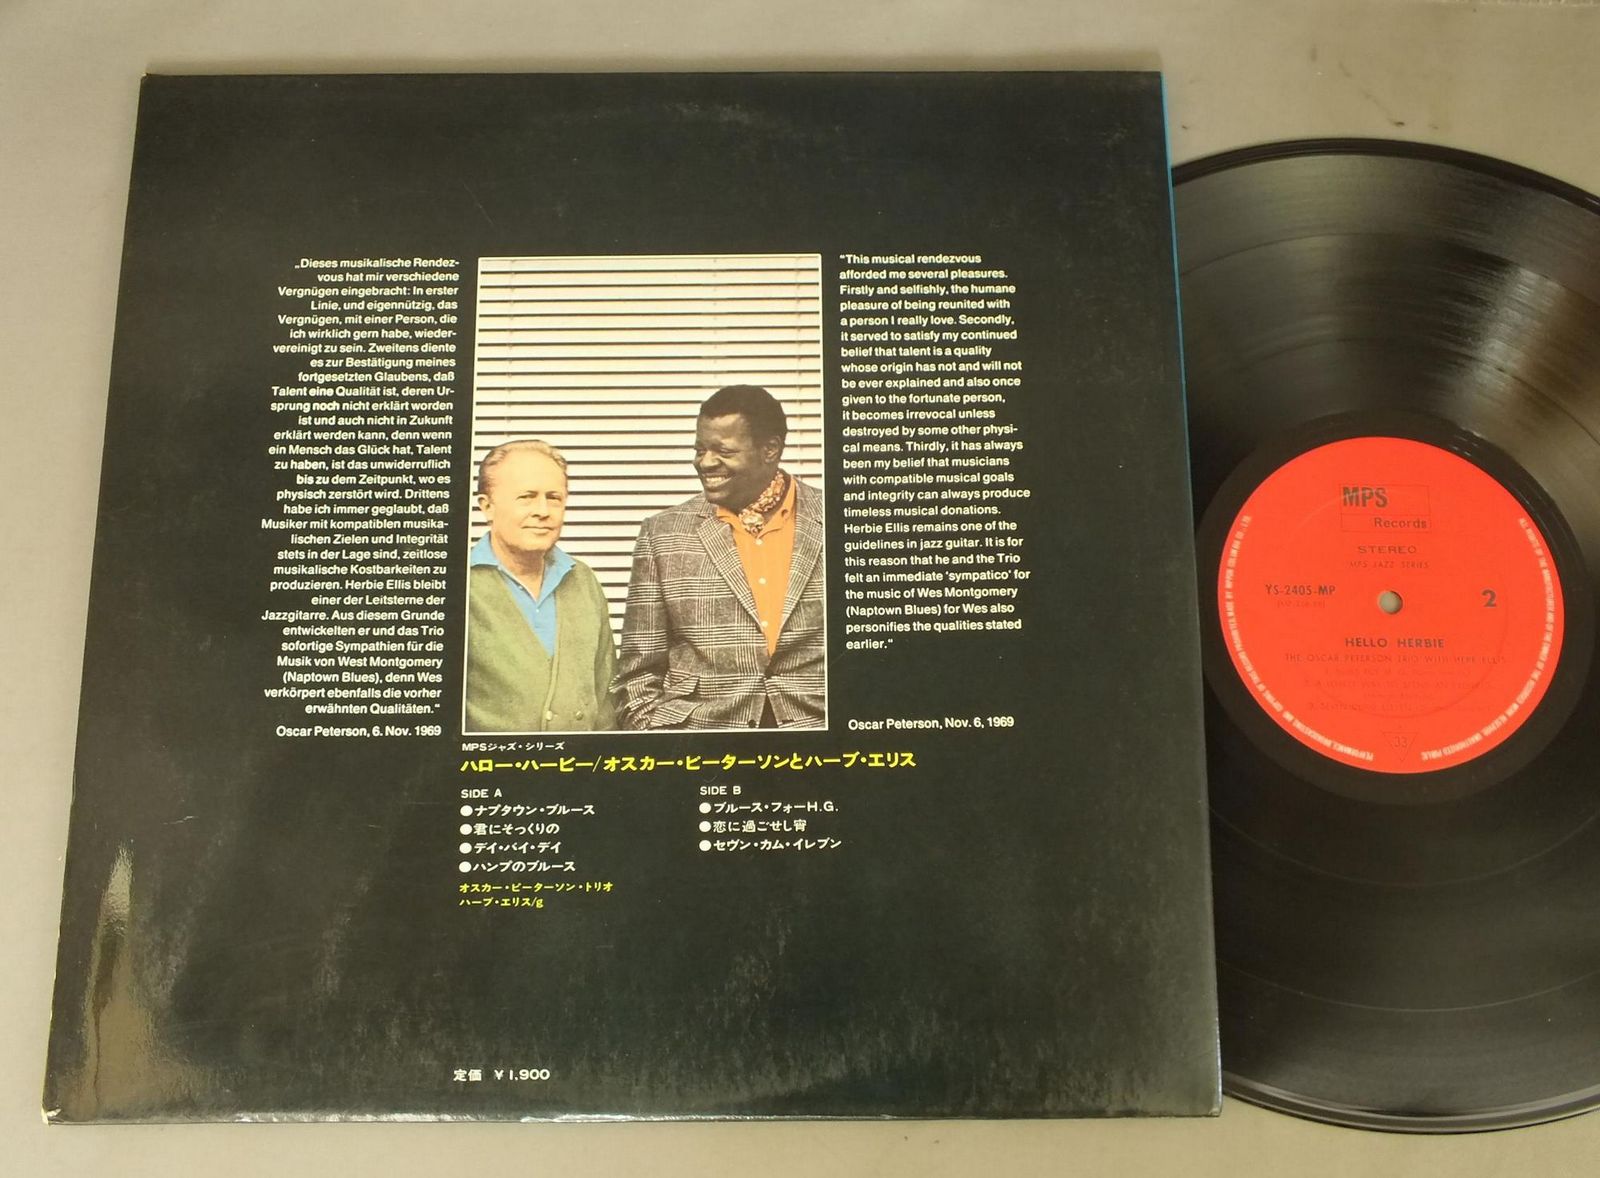 „Dieses musikalische Rendez-
vous hat mir verschiedene
Vergnügen eingebracht: In erster
Linie, und eigennützig, das
Vergnügen, mit einer Person, die
ich wirklich gern habe, wieder-
vereinigt zu sein. Zweitens diente
es zur Bestätigung meines
fortgesetzten Glaubens, daß
Talent eine Qualität ist, deren Ur-
sprung noch nicht erklärt worden
ist und auch nicht in Zukunft
erklärt werden kann, denn wenn
ein Mensch das Glück hat, Talent
zu haben, ist das unwiderruflich
bis zu dem Zeitpunkt, wo es
physisch zerstört wird. Drittens
habe ich immer geglaubt, daß
Musiker mit kompatiblen musika-
lischen Zielen und Integrität
stets in der Lage sind, zeitlose
musikalische Kostbarkeiten zu
produzieren. Herbie Ellis bleibt
einer der Leitsterne der
Jazzgitarre. Aus diesem Grunde
entwickelten er und das Trio
sofortige Sympathien für die
Musik von West Montgomery
(Naptown Blues), denn Wes
verkörpert ebenfalls die vorher
erwähnten Qualitäten.“
Oscar Peterson, 6. Nov. 1969
“This musical rendezvous
afforded me several pleasures.
Firstly and selfishly, the humane
pleasure of being reunited with
a person I really love. Secondly,
it served to satisfy my continued
belief that talent is a quality
whose origin has not and will not
be ever explained and also once
given to the fortunate person,
it becomes irrevocal unless
destroyed by some other physi-
cal means. Thirdly, it has always
been my belief that musicians
with compatible musical goals
and integrity can always produce
timeless musical donations.
Herbie Ellis remains one of the
guidelines in jazz guitar. It is for
this reason that he and the Trio
felt an immediate 'sympatico' for
the music of Wes Montgomery
(Naptown Blues) for Wes also
personifies the qualities stated
earlier.“
Oscar Peterson, Nov. 6, 1969
MPSジャズ・シリーズ
ハロー・ハービー/オスカー・ピーターソンとハーブ・エリス
SIDE A
●ナプタウン・ブルース
●君にそっくりの
●デイ・バイ・デイ
●ハンプのブルース
オスカー・ピーターソン・トリオ
ハーブ・エリス/g
SIDE B
●ブルース・フォーH.G.
●恋に過ごせし宵
●セヴン・カム・イレブン
定価 ￥1,900
MPS
Records
STEREO
MPS JAZZ SERIES
YS-2405-MP
2
HELLO HERBIE
THE OSCAR PETERSON TRIO WITH HERB ELLIS
33